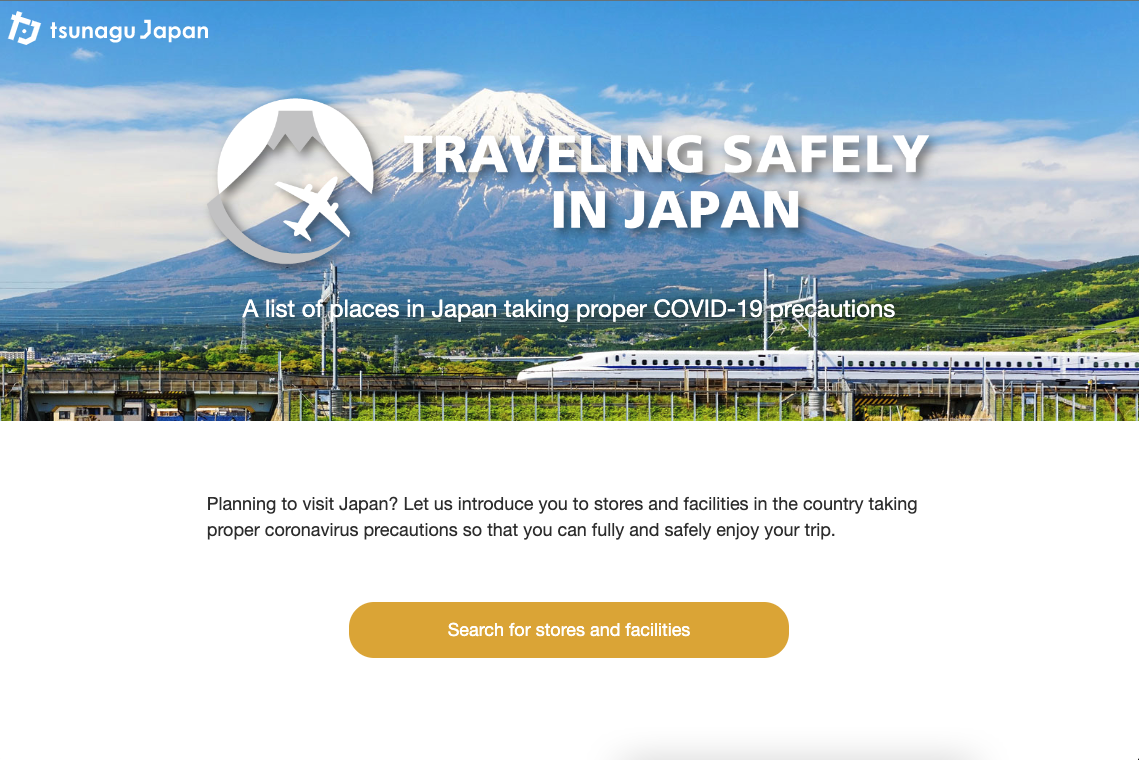 tsunagu Japan
TRAVELING SAFELY
IN JAPAN
A list of places in Japan taking proper COVID-19 precautions
Planning to visit Japan? Let us introduce you to stores and facilities in the country taking
proper coronavirus precautions so that you can fully and safely enjoy your trip.
Search for stores and facilities